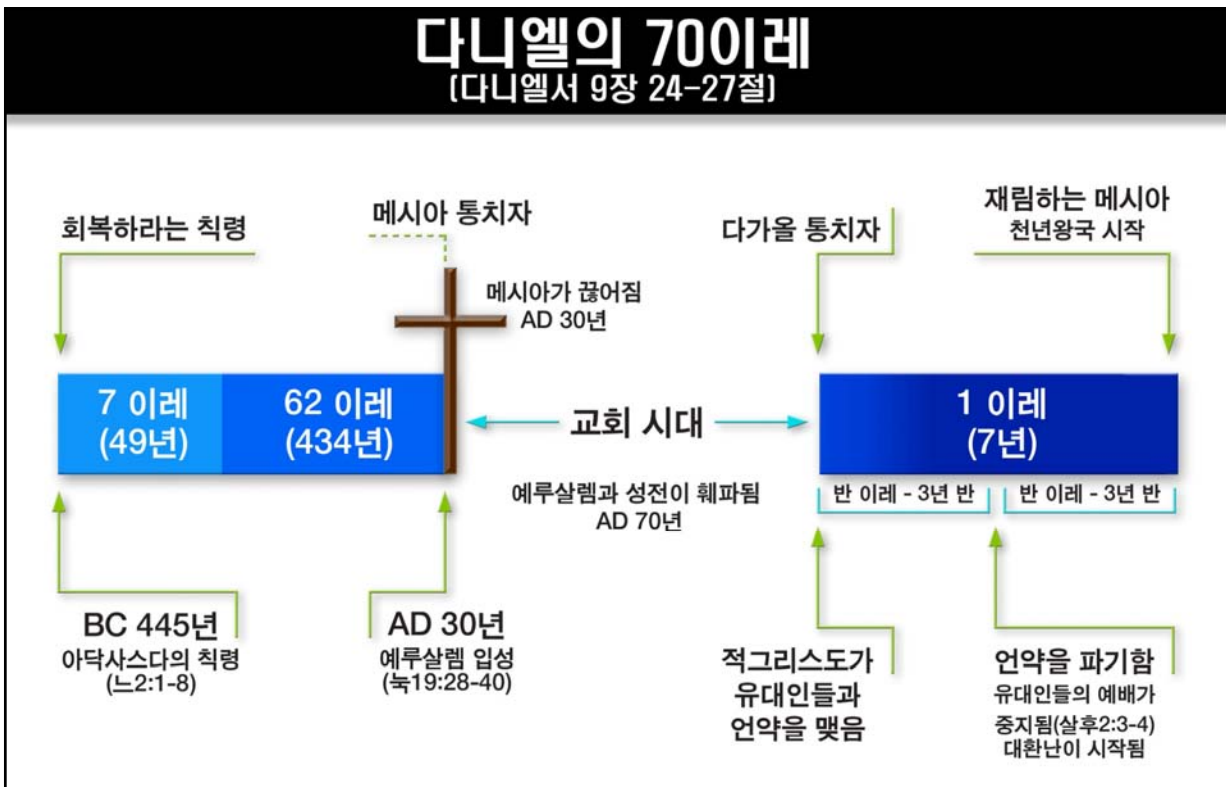 다니엘의 70이레
(다니엘서 9장 24-27절)
회복하라는 칙령
메시아 통치자
메시아가 끊어짐
AD 30년
다가올 통치자
재림하는 메시아
천년왕국 시작
7 이레
(49년)
62 이레
(434년)
교회 시대
1 이레
(7년)
예루살렘과 성전이 훼파됨
AD 70년
반 이레 - 3년 반
반 이레 - 3년 반
BC 445년
아닥사스다의 칙령
(느2:1-8)
AD 30년
예루살렘 입성
(눅19:28-40)
적그리스도가
유대인들과
언약을 맺음
언약을 파기함
유대인들의 예배가
중지됨(살후2:3-4)
대환난이 시작됨